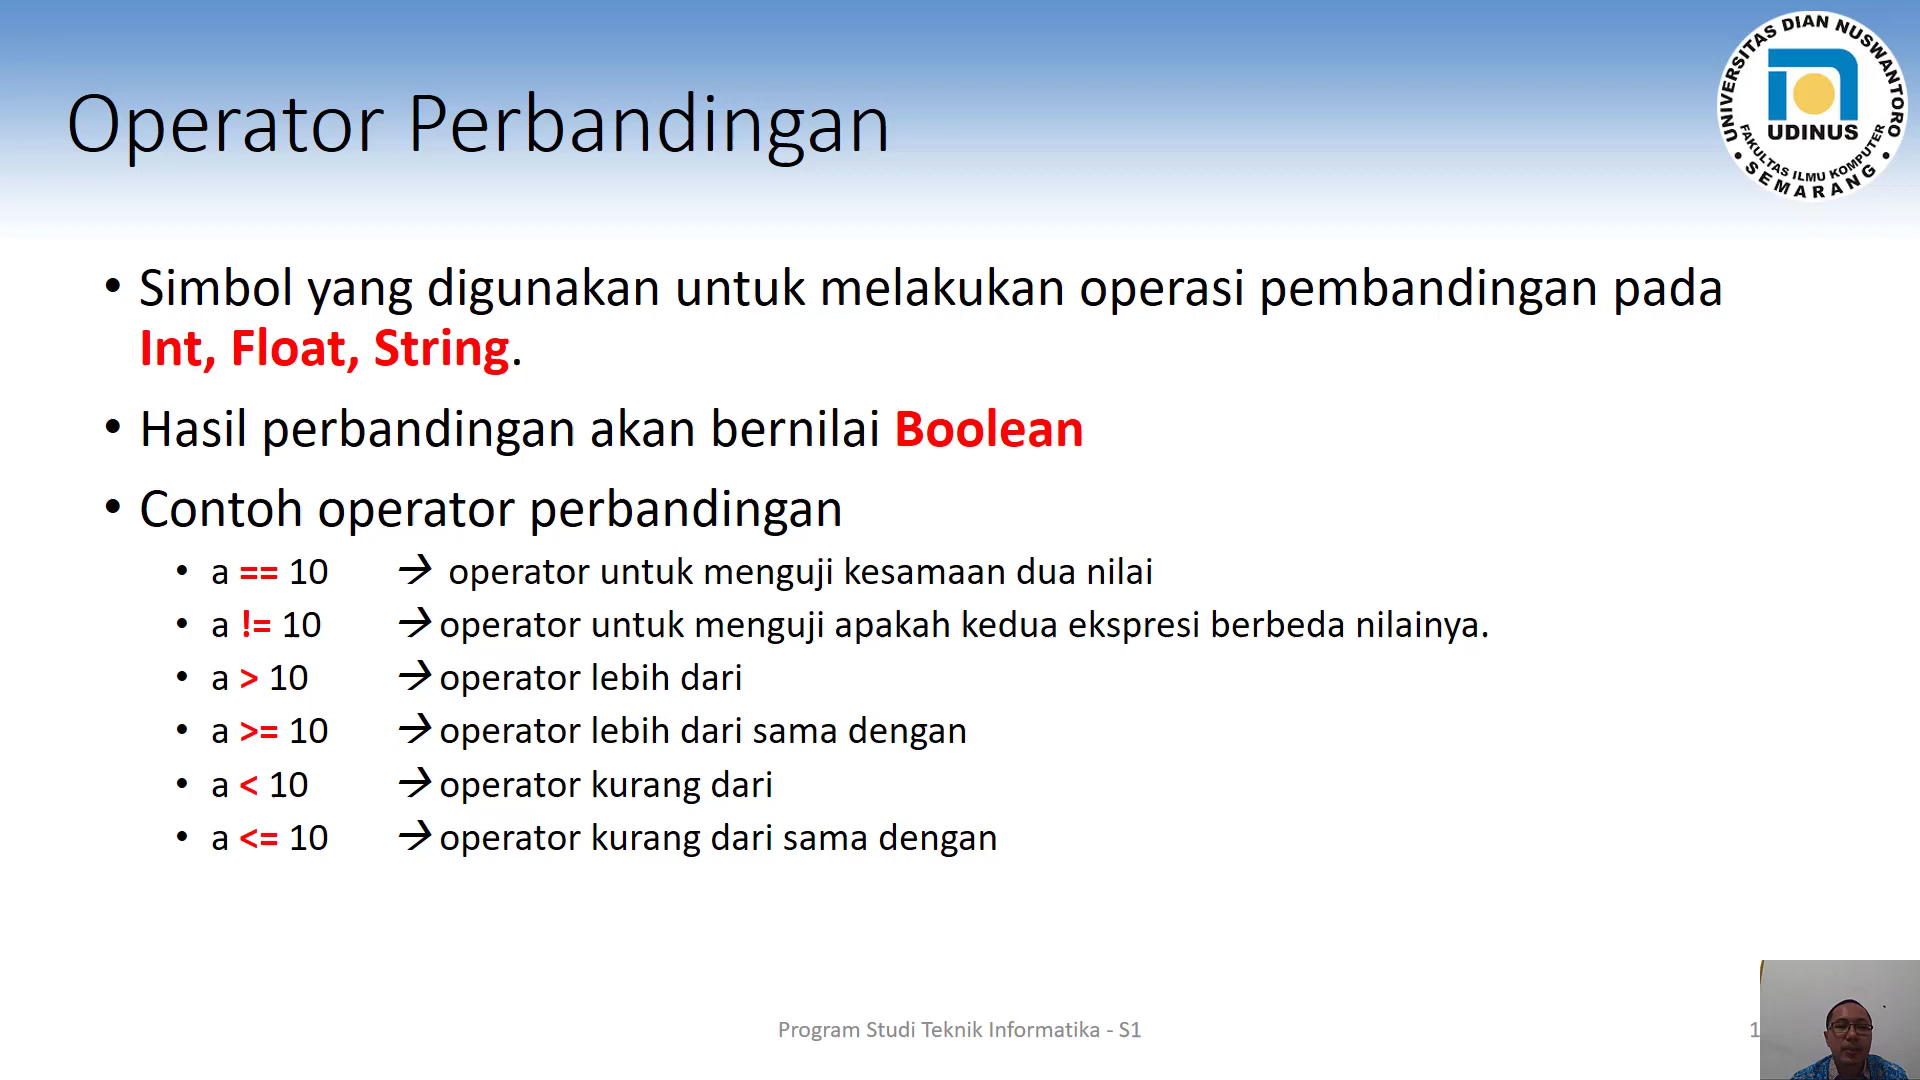 Operator Perbandingan
UNIVERSITAS DIAN NUSWANTORO
UDINUS
FAKULTAS ILMU KOMPUTER
• SEMARANG •
• Simbol yang digunakan untuk melakukan operasi pembandingan pada
Int, Float, String.
• Hasil perbandingan akan bernilai Boolean
• Contoh operator perbandingan
• a == 10 → operator untuk menguji kesamaan dua nilai
• a != 10 → operator untuk menguji apakah kedua ekspresi berbeda nilainya.
• a > 10 → operator lebih dari
• a >= 10 → operator lebih dari sama dengan
• a < 10 → operator kurang dari
• a <= 10 → operator kurang dari sama dengan
Program Studi Teknik Informatika - S1